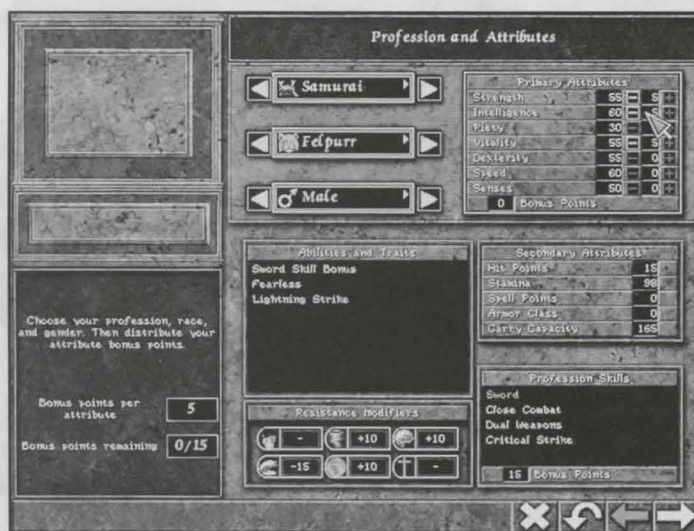 Profession and Attributes
Samurai
Felpurr
Male
Primary Attributes
Strength 55 5
Intelligence 60
Piety 30
Vitality 55 5
Dexterity 55 0
Speed 60 0
Senses 50 0
0 Bonus Points
Abilities and Traits
Sword Skill Bonus
Fearless
Lightning Strike
Secondary Attributes
Hit Points 15
Stamina 98
Spell Points 0
Armor Class 0
Carry Capacity 165
Choose your profession, race,
and gender. Then distribute your
attribute bonus points.
Bonus points per
attribute 5
Bonus points remaining 0/15
Resistance Modifiers
- +10 +10
-15 +10 -
Profession Skills
Sword
Close Combat
Dual Weapons
Critical Strike
15 Bonus Points